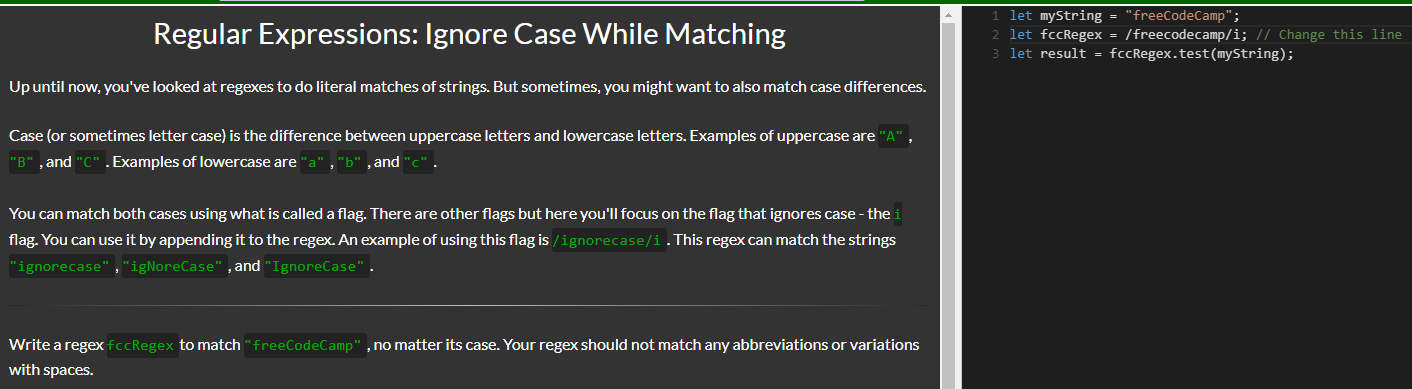 Regular Expressions: Ignore Case While Matching
Up until now, you've looked at regexes to do literal matches of strings. But sometimes, you might want to also match case differences.
Case (or sometimes letter case) is the difference between uppercase letters and lowercase letters. Examples of uppercase are "A" ,
"B" , and "C" . Examples of lowercase are "a" , "b" , and "c" .
You can match both cases using what is called a flag. There are other flags but here you'll focus on the flag that ignores case - the i
flag. You can use it by appending it to the regex. An example of using this flag is /ignorecase/i . This regex can match the strings
"ignorecase" , "igNoreCase" , and "IgnoreCase" .
Write a regex fccRegex to match "freeCodeCamp" , no matter its case. Your regex should not match any abbreviations or variations
with spaces.
1 let myString = "freeCodeCamp";
2 let fccRegex = /freecodecamp/i; // Change this line
3 let result = fccRegex.test(myString);